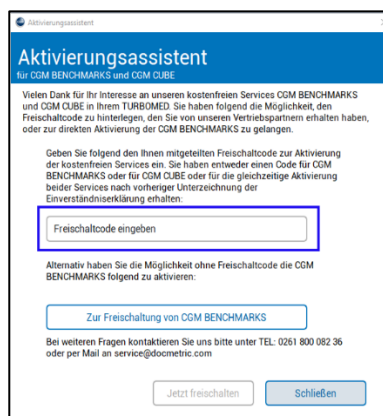 Aktivierungsassistent
Aktivierungsassistent
für CGM BENCHMARKS und CGM CUBE
Vielen Dank für Ihr Interesse an unseren kostenfreien Services CGM BENCHMARKS
und CGM CUBE in Ihrem TURBOMED. Sie haben folgend die Möglichkeit, den
Freischaltcode zu hinterlegen, den Sie von unseren Vertriebspartnern erhalten haben,
oder zur direkten Aktivierung der CGM BENCHMARKS zu gelangen.
Geben Sie folgend den Ihnen mitgeteilten Freischaltcode zur Aktivierung
der kostenfreien Services ein. Sie haben entweder einen Code für CGM
BENCHMARKS oder für CGM CUBE oder für die gleichzeitige Aktivierung
beider Services nach vorheriger Unterzeichnung der
Einverständniserklärung erhalten:
Freischaltcode eingeben
Alternativ haben Sie die Möglichkeit ohne Freischaltcode die CGM
BENCHMARKS folgend zu aktivieren:
Zur Freischaltung von CGM BENCHMARKS
Bei weiteren Fragen kontaktieren Sie uns bitte unter TEL: 0261 800 082 36
oder per Mail an service@docmetric.com
Jetzt freischalten
Schließen